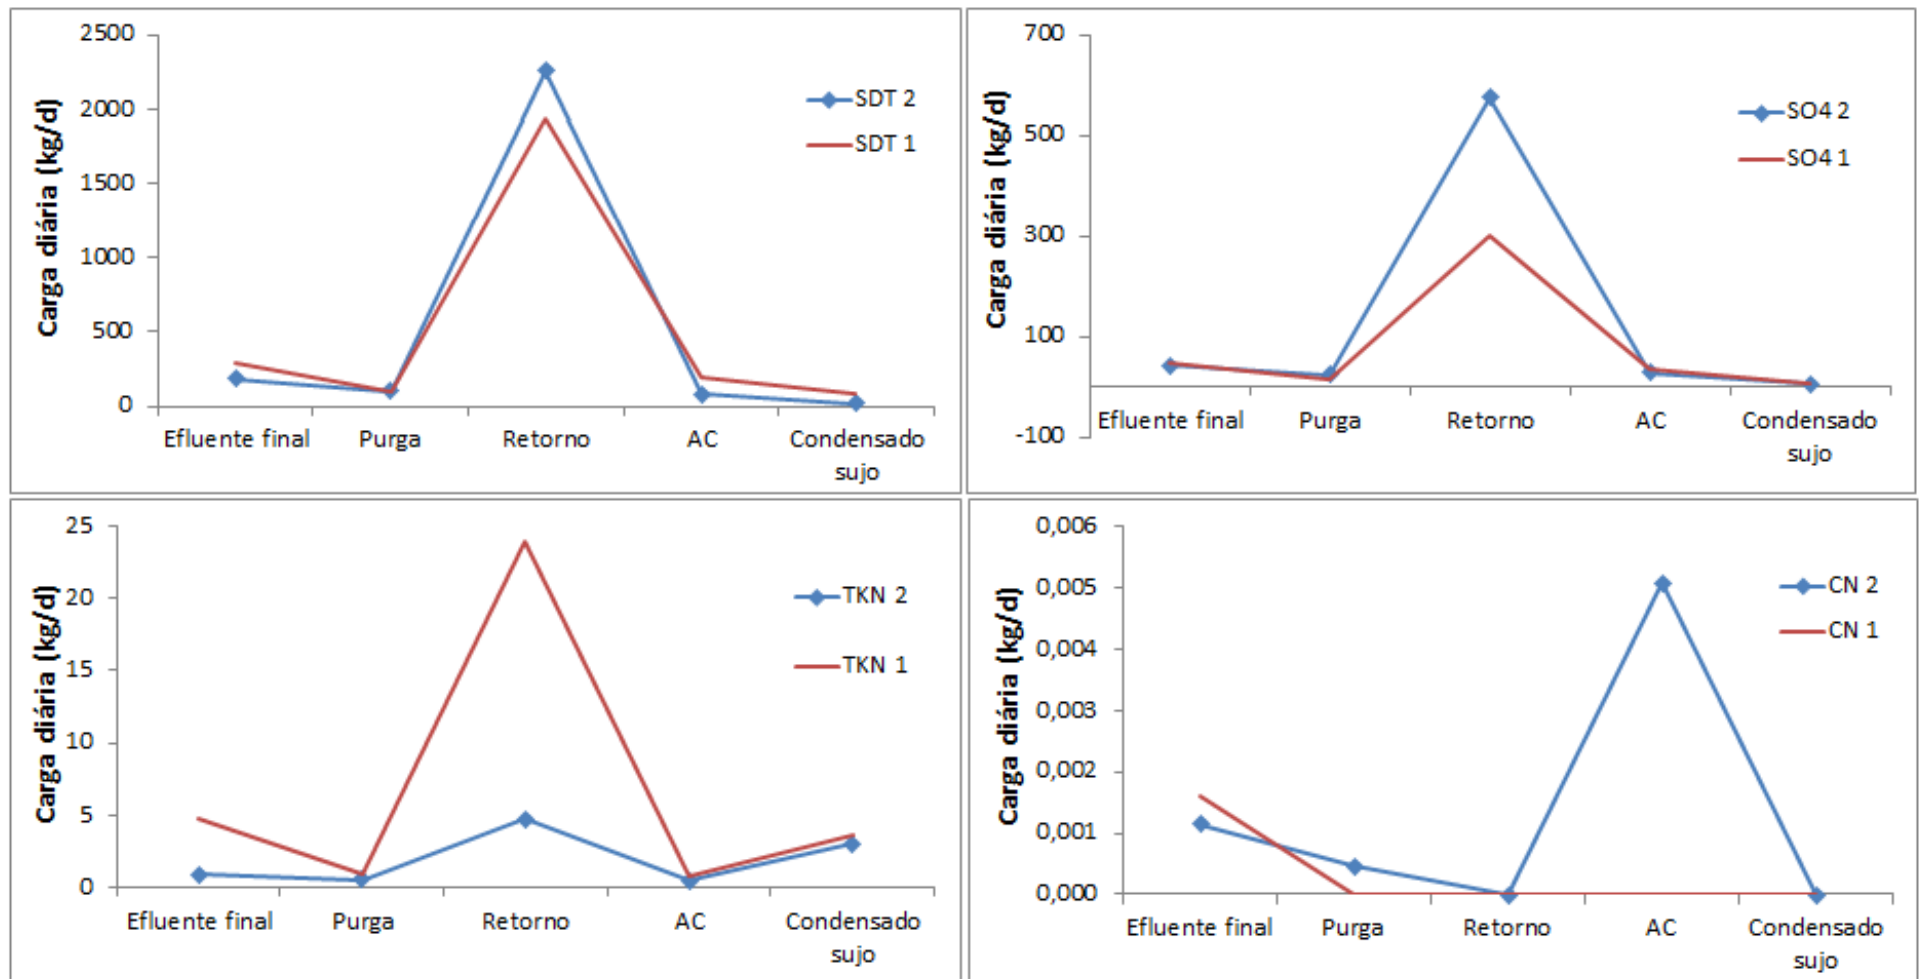 2500
2000
1500
1000
500
0
Carga diária (kg/d)
SDT 2
SDT 1
Efluente final
Purga
Retorno
AC
Condensado
sujo
700
500
300
100
-100
Carga diária (kg/d)
SO4 2
SO4 1
Efluente final
Purga
Retorno
AC
Condensado
sujo
25
20
15
10
5
0
Carga diária (kg/d)
TKN 2
TKN 1
Efluente final
Purga
Retorno
AC
Condensado
sujo
0,006
0,005
0,004
0,003
0,002
0,001
0,000
Carga diária (kg/d)
CN 2
CN 1
Efluente final
Purga
Retorno
AC
Condensado
sujo